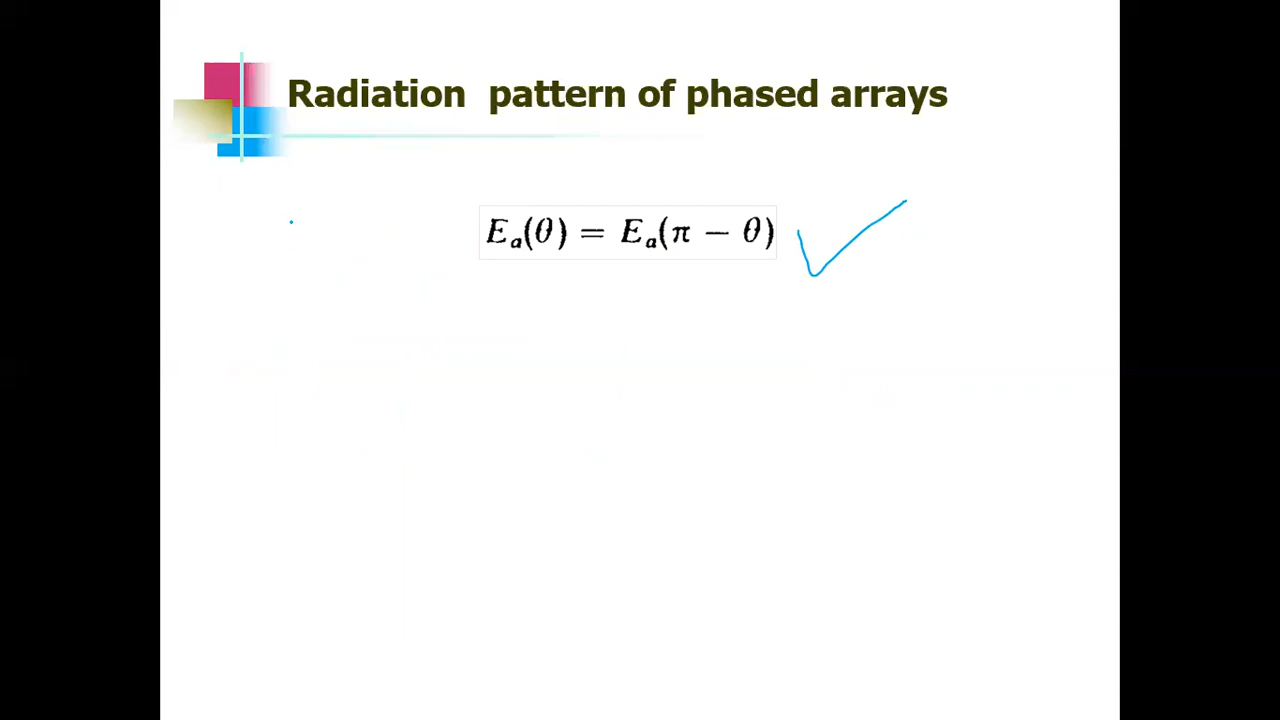 Radiation pattern of phased arrays
Eₐ(θ) = Eₐ(π − θ)